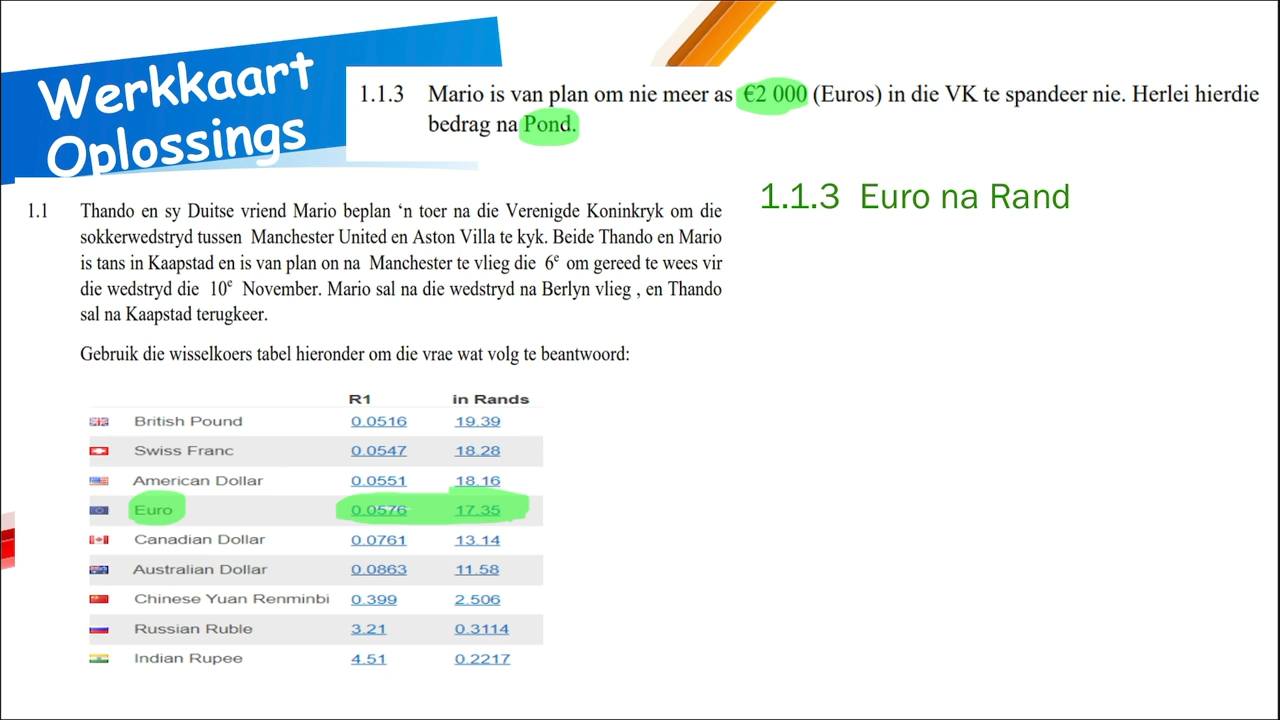 Werkkaart
Oplossings
1.1.3 Mario is van plan om nie meer as €2 000 (Euros) in die VK te spandeer nie. Herlei hierdie
bedrag na Pond.
1.1.3 Euro na Rand
1.1 Thando en sy Duitse vriend Mario beplan ‘n toer na die Verenigde Koninkryk om die
sokkerwedstryd tussen Manchester United en Aston Villa te kyk. Beide Thando en Mario
is tans in Kaapstad en is van plan on na Manchester te vlieg die 6e om gereed te wees vir
die wedstryd die 10e November. Mario sal na die wedstryd na Berlyn vlieg , en Thando
sal na Kaapstad terugkeer.
Gebruik die wisselkoers tabel hieronder om die vrae wat volg te beantwoord:
R1 in Rands
British Pound 0.0516 19.39
Swiss Franc 0.0547 18.28
American Dollar 0.0551 18.16
Euro 0.0576 17.35
Canadian Dollar 0.0761 13.14
Australian Dollar 0.0863 11.58
Chinese Yuan Renminbi 0.399 2.506
Russian Ruble 3.21 0.3114
Indian Rupee 4.51 0.2217